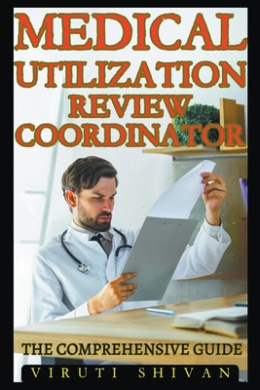 MEDICAL
UTILIZATION
REVIEW
COORDINATOR
THE COMPREHENSIVE GUIDE
VIRUTI SHIVAN